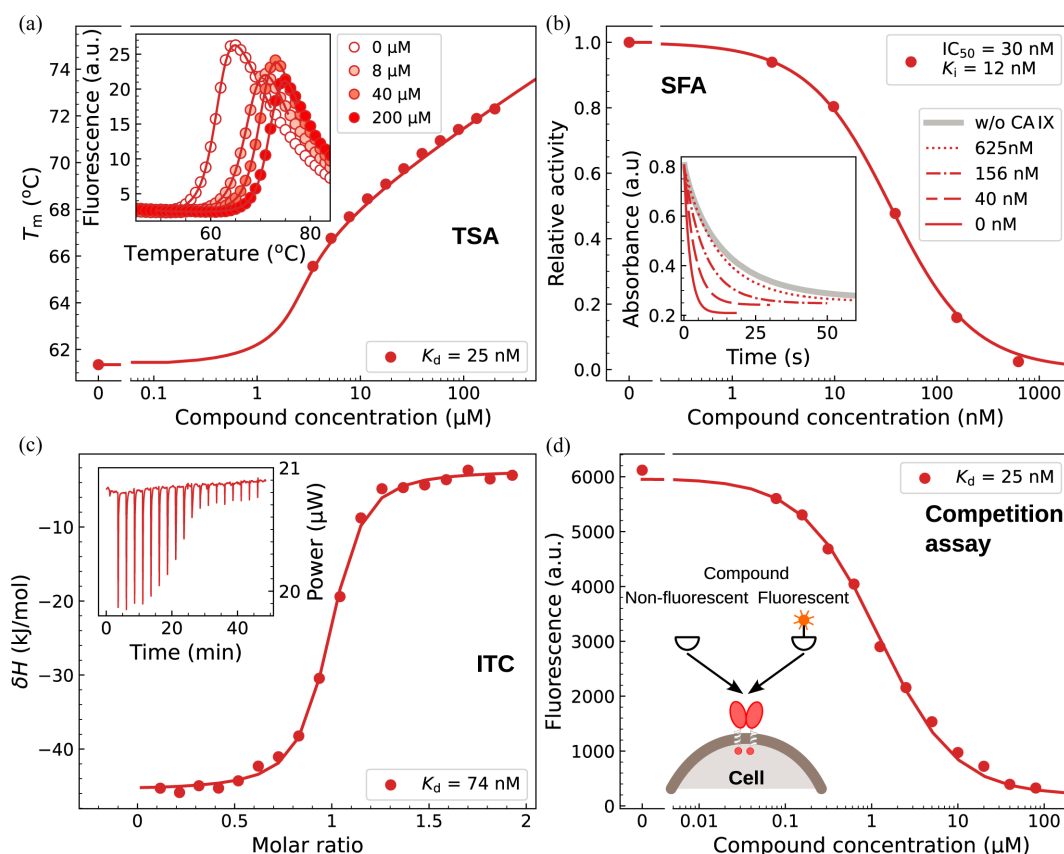 (a)
74
72
70
68
66
64
62
T_m (°C)
0.1
1
10
100
Compound concentration (μM)
TSA
K_d = 25 nM
25
20
15
10
5
Fluorescence (a.u.)
60
80
Temperature (°C)
0 μM
8 μM
40 μM
200 μM
(b)
1.0
0.8
0.6
0.4
0.2
0.0
Relative activity
0
1
10
100
1000
Compound concentration (nM)
SFA
IC50 = 30 nM
K_i = 12 nM
w/o CA IX
625nM
156 nM
40 nM
0 nM
0.8
0.6
0.4
0.2
Absorbance (a.u)
0
25
50
Time (s)
(c)
−10
−20
−30
−40
δH (kJ/mol)
0
0.5
1
1.5
2
Molar ratio
ITC
K_d = 74 nM
21
20
Power (μW)
0
20
40
Time (min)
(d)
6000
5000
4000
3000
2000
1000
0
Fluorescence (a.u.)
0
0.01
0.1
1
10
100
Compound concentration (μM)
K_d = 25 nM
Competition
assay
Compound
Non-fluorescent Fluorescent
Cell